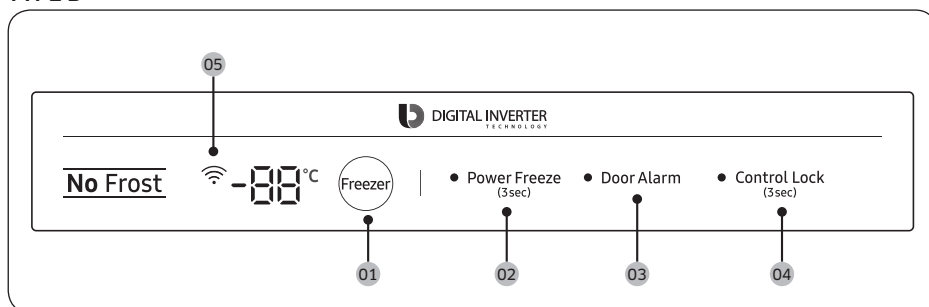 05
DIGITAL INVERTER
TECHNOLOGY
No Frost
-88°C
Freezer
Power Freeze
(3sec)
Door Alarm
Control Lock
(3sec)
01
02
03
04